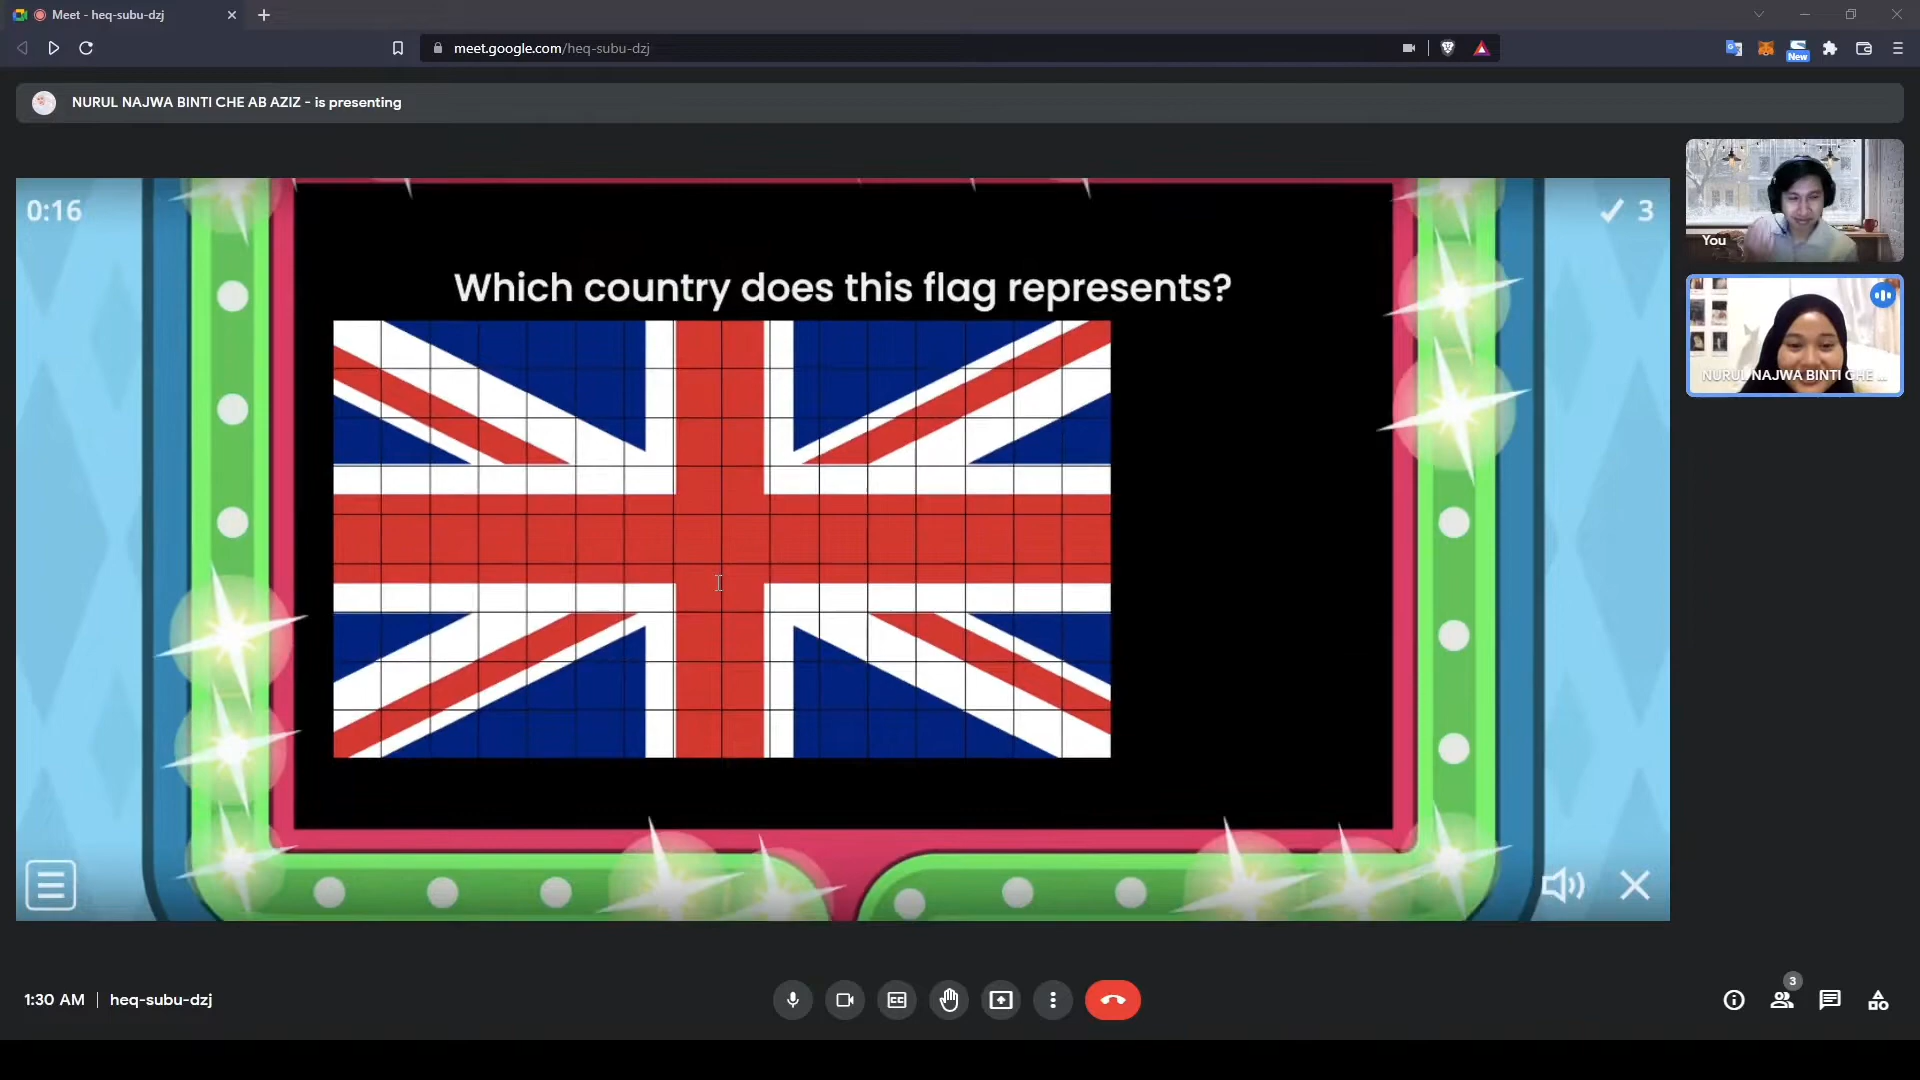 Meet - heq-subu-dzj
meet.google.com/heq-subu-dzj
New
NURUL NAJWA BINTI CHE AB AZIZ - is presenting
0:16
3
Which country does this flag represents?
You
NURUL NAJWA BINTI CHE ...
1:30 AM
heq-subu-dzj
CC
3